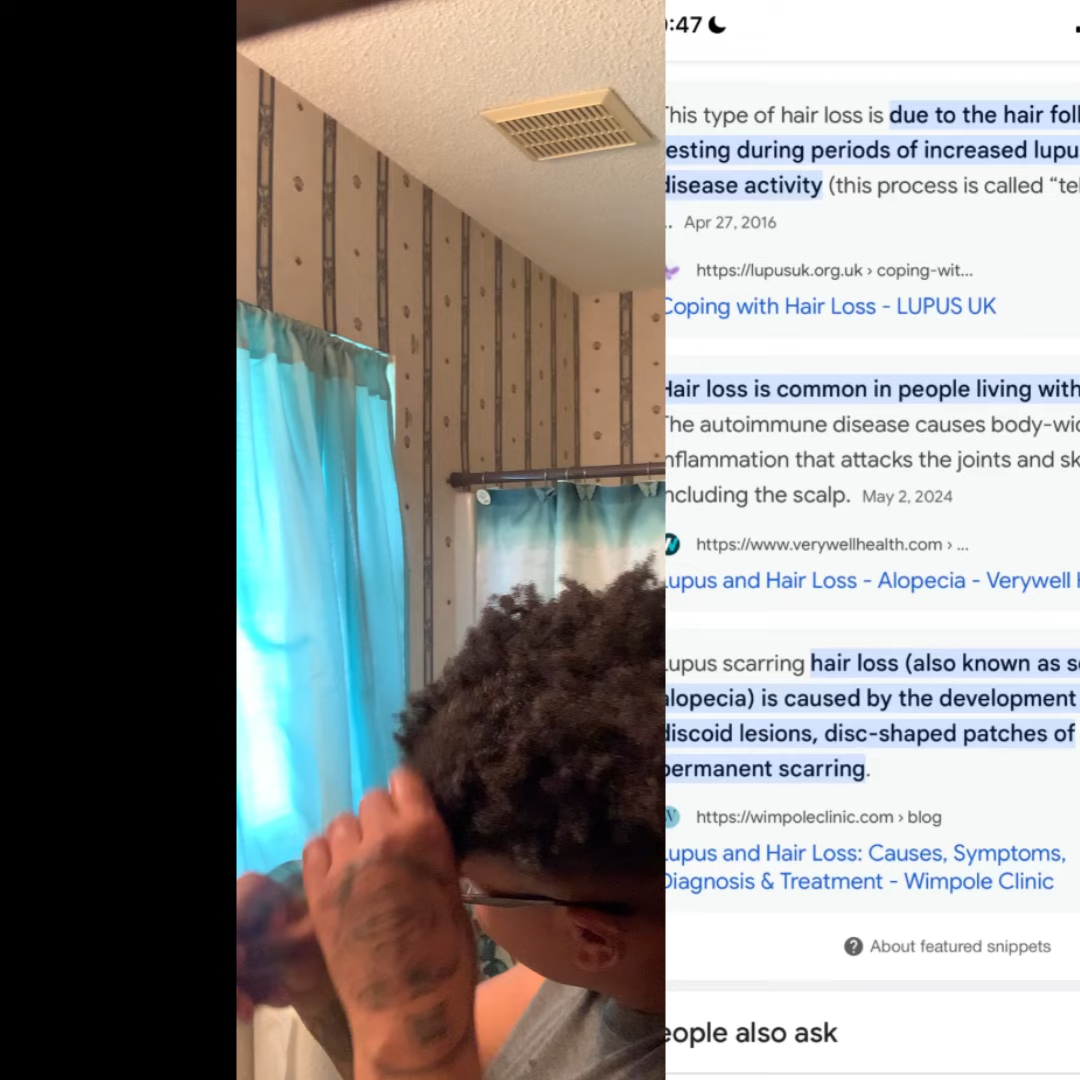 :47
This type of hair loss is due to the hair foll
esting during periods of increased lupu
disease activity (this process is called “tel
.. Apr 27, 2016
https://lupusuk.org.uk › coping-wit...
Coping with Hair Loss - LUPUS UK
Hair loss is common in people living with
The autoimmune disease causes body-wid
nflammation that attacks the joints and sk
ncluding the scalp. May 2, 2024
https://www.verywellhealth.com › ...
Lupus and Hair Loss - Alopecia - Verywell H
Lupus scarring hair loss (also known as sc
alopecia) is caused by the development
discoid lesions, disc-shaped patches of
permanent scarring.
https://wimpoleclinic.com › blog
Lupus and Hair Loss: Causes, Symptoms,
Diagnosis & Treatment - Wimpole Clinic
About featured snippets
eople also ask